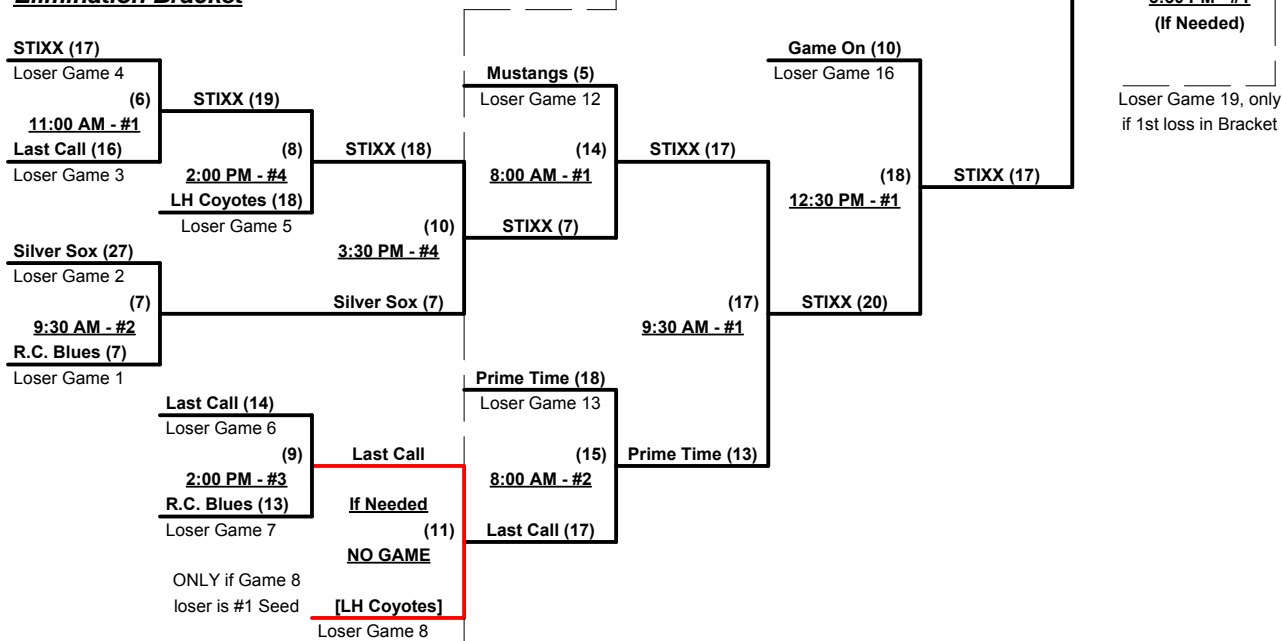 Elimination Bracket
(If Needed)
STIXX (17)
Loser Game 4
(6)
11:00 AM - #1
Last Call (16)
Loser Game 3
STIXX (19)
(8)
2:00 PM - #4
LH Coyotes (18)
Loser Game 5
Silver Sox (27)
Loser Game 2
(7)
9:30 AM - #2
R.C. Blues (7)
Loser Game 1
STIXX (18)
(10)
3:30 PM - #4
Silver Sox (7)
Last Call (14)
Loser Game 6
(9)
2:00 PM - #3
R.C. Blues (13)
Loser Game 7
Last Call
If Needed
(11)
NO GAME
ONLY if Game 8
loser is #1 Seed
[LH Coyotes]
Loser Game 8
Mustangs (5)
Loser Game 12
(14)
8:00 AM - #1
STIXX (7)
Prime Time (18)
Loser Game 13
(15)
8:00 AM - #2
Last Call (17)
STIXX (17)
(17)
9:30 AM - #1
Prime Time (13)
Game On (10)
Loser Game 16
(18)
12:30 PM - #1
STIXX (20)
STIXX (17)
Loser Game 19, only
if 1st loss in Bracket